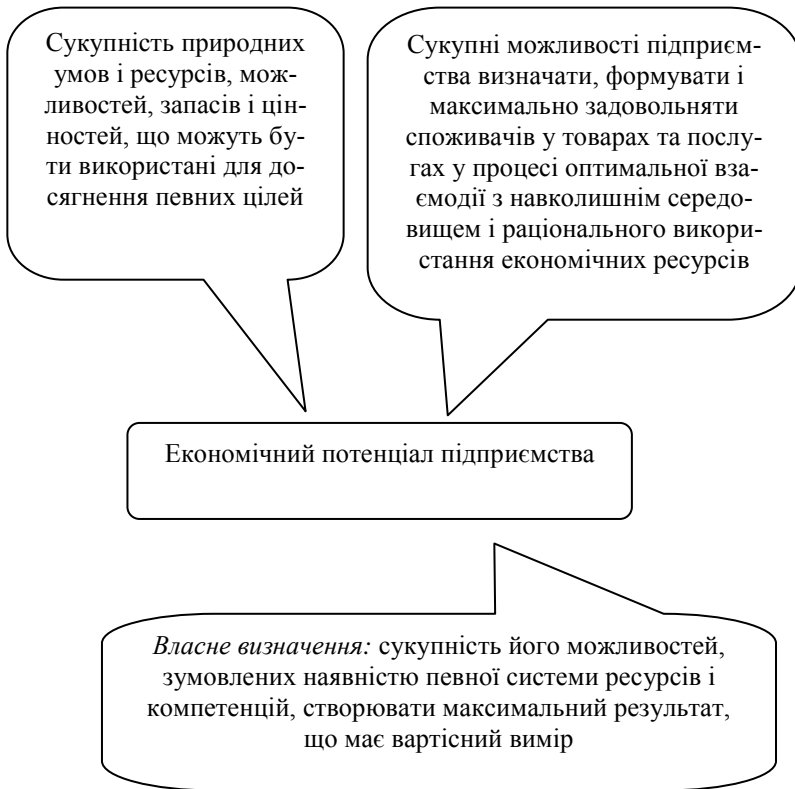 Сукупність природних
умов і ресурсів, мож-
ливостей, запасів і цін-
ностей, що можуть бу-
ти використані для до-
сягнення певних цілей
Сукупні можливості підприєм-
ства визначати, формувати і
максимально задовольняти
споживачів у товарах та послу-
гах у процесі оптимальної вза-
ємодії з навколишнім середо-
вищем і раціонального викори-
стання економічних ресурсів
Економічний потенціал підприємства
Власне визначення: сукупність його можливостей,
зумовлених наявністю певної системи ресурсів і
компетенцій, створювати максимальний результат,
що має вартісний вимір